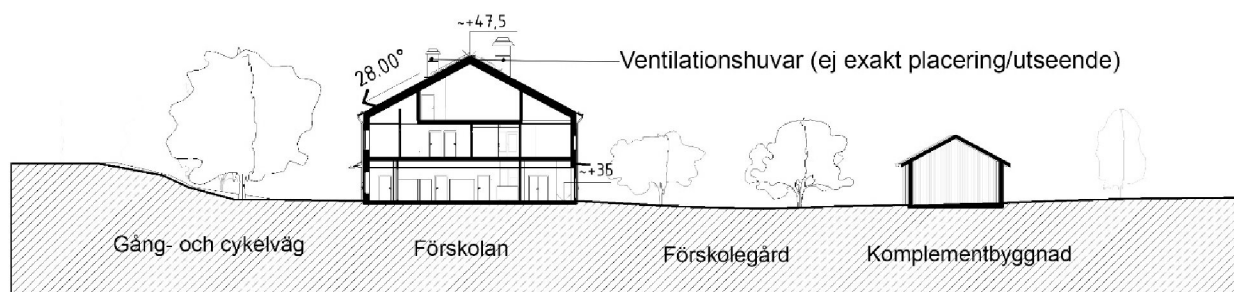 ~+47,5
28.00°
Ventilationshuvar (ej exakt placering/utseende)
~+35
Gång- och cykelväg
Förskolan
Förskolegård
Komplementbyggnad